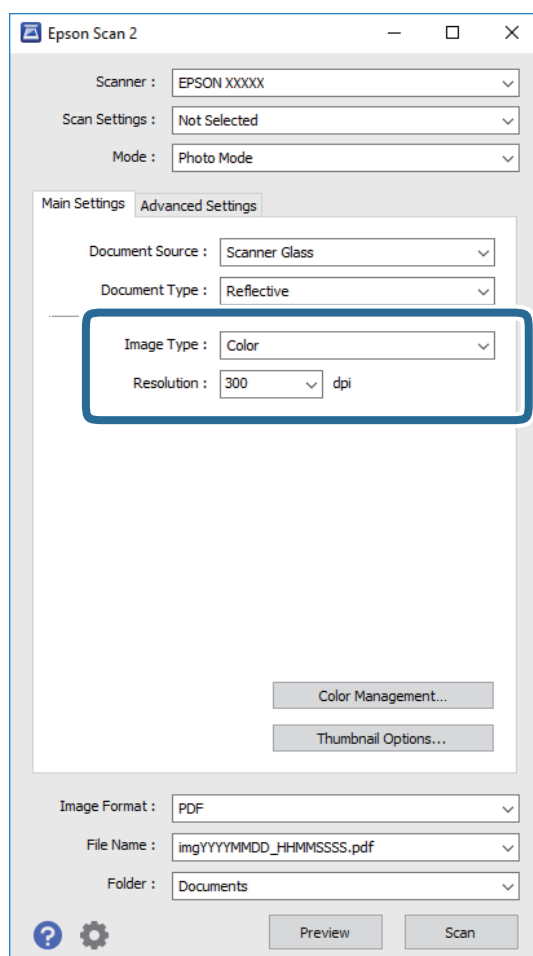 Epson Scan 2
Scanner : EPSON XXXXX
Scan Settings : Not Selected
Mode : Photo Mode
Main Settings Advanced Settings
Document Source : Scanner Glass
Document Type : Reflective
Image Type : Color
Resolution : 300 dpi
Color Management...
Thumbnail Options...
Image Format : PDF
File Name : imgYYYYMMDD_HHMMSSSS.pdf
Folder : Documents
? Preview Scan